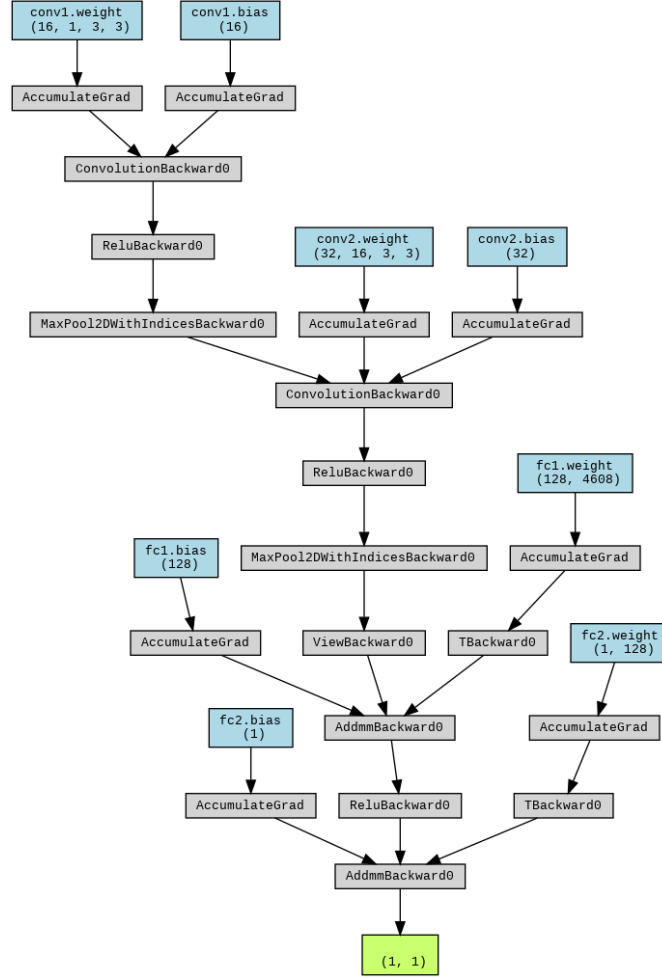 conv1.weight
(16, 1, 3, 3)
conv1.bias
(16)
AccumulateGrad
AccumulateGrad
ConvolutionBackward0
ReluBackward0
conv2.weight
(32, 16, 3, 3)
conv2.bias
(32)
MaxPool2DWithIndicesBackward0
AccumulateGrad
AccumulateGrad
ConvolutionBackward0
ReluBackward0
fc1.weight
(128, 4608)
fc1.bias
(128)
MaxPool2DWithIndicesBackward0
AccumulateGrad
AccumulateGrad
ViewBackward0
TBackward0
fc2.weight
(1, 128)
fc2.bias
(1)
AddmmBackward0
AccumulateGrad
AccumulateGrad
ReluBackward0
TBackward0
AddmmBackward0
(1, 1)